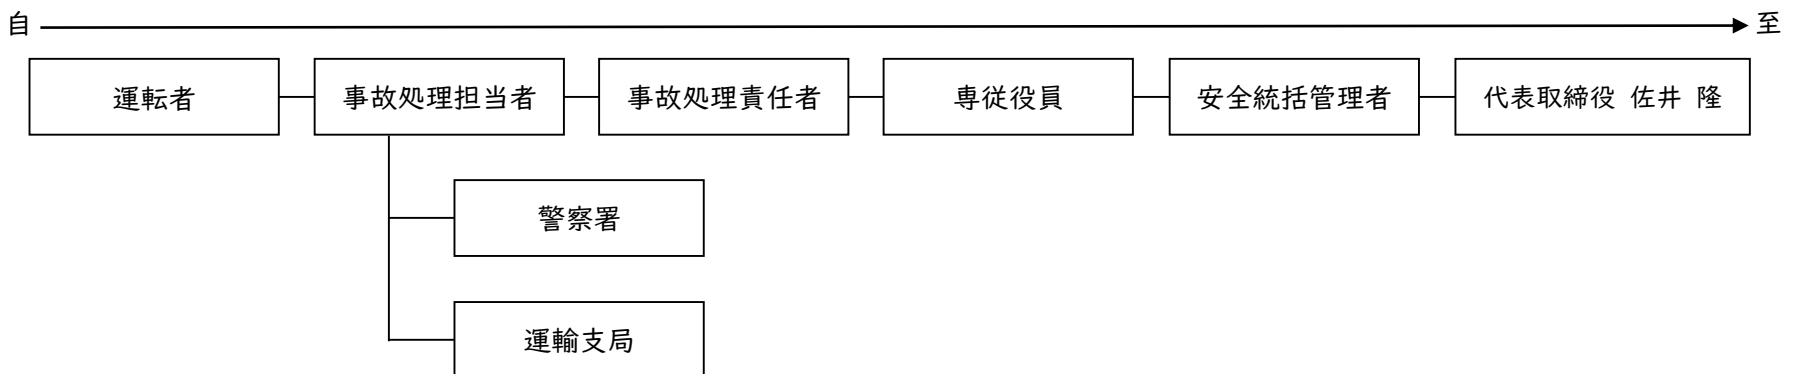 自 至
運転者 事故処理担当者 事故処理責任者 専従役員 安全統括管理者 代表取締役 佐井 隆
警察署
運輸支局